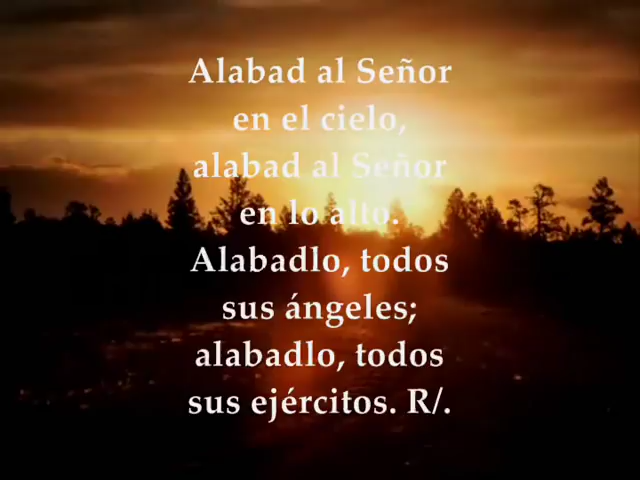 Alabad al Señor
en el cielo,
alabad al Señor
en lo alto.
Alabadlo, todos
sus ángeles;
alabadlo, todos
sus ejércitos. R/.